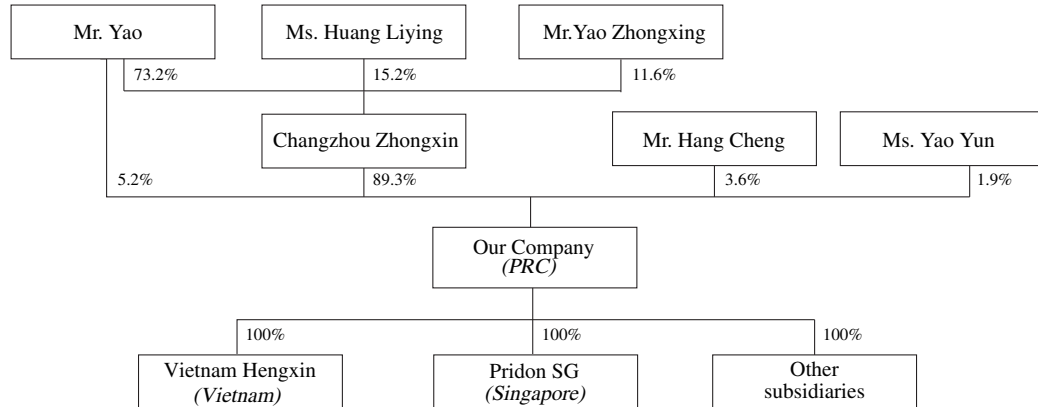 Mr. Yao
Ms. Huang Liying
Mr.Yao Zhongxing
73.2%
15.2%
11.6%
Changzhou Zhongxin
Mr. Hang Cheng
Ms. Yao Yun
5.2%
89.3%
3.6%
1.9%
Our Company
(PRC)
100%
100%
100%
Vietnam Hengxin
(Vietnam)
Pridon SG
(Singapore)
Other
subsidiaries